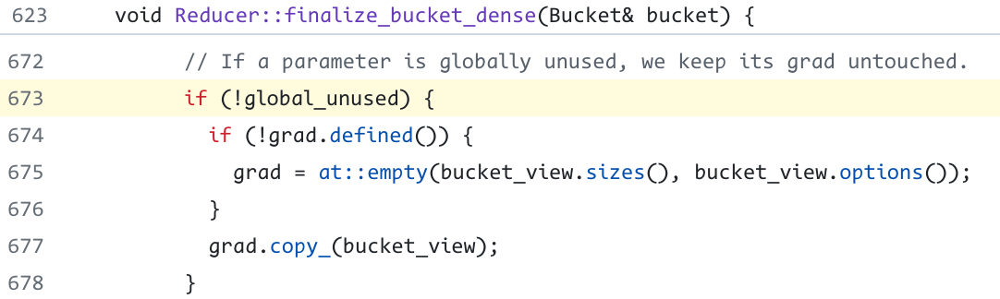 623 void Reducer::finalize_bucket_dense(Bucket& bucket) {
672 // If a parameter is globally unused, we keep its grad untouched.
673 if (!global_unused) {
674 if (!grad.defined()) {
675 grad = at::empty(bucket_view.sizes(), bucket_view.options());
676 }
677 grad.copy_(bucket_view);
678 }